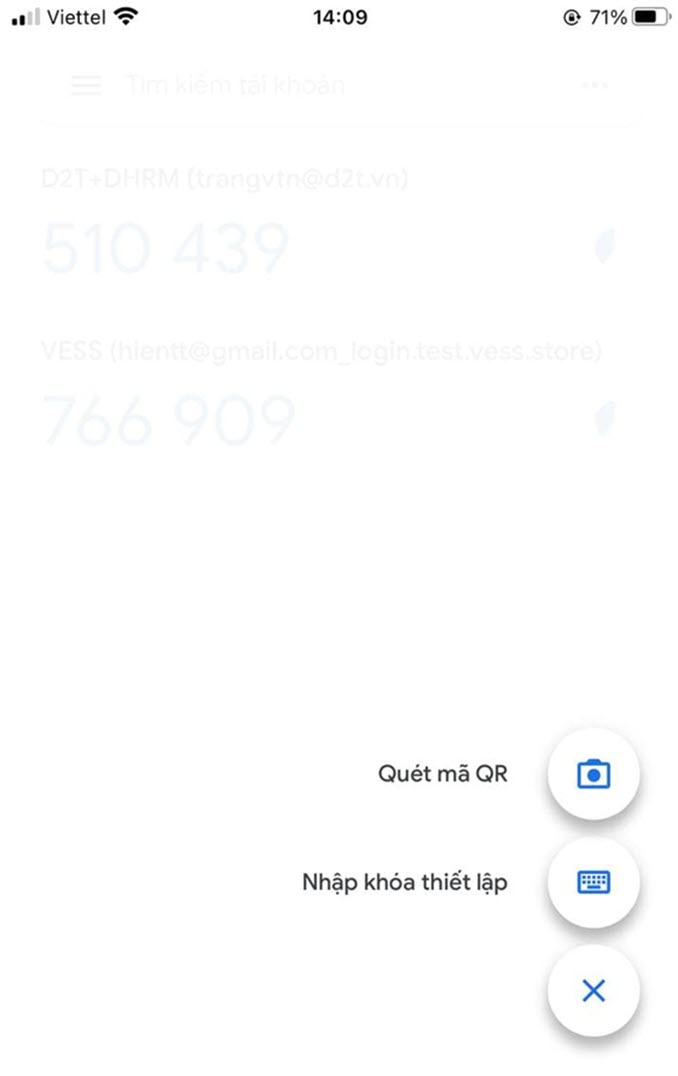 Viettel 14:09 71%
Tìm kiếm tài khoản
D2T+DHRM (trangvtn@d2t.vn)
510 439
VESS (hientt@gmail.com_login.test.vess.store)
766 909
Quét mã QR
Nhập khóa thiết lập